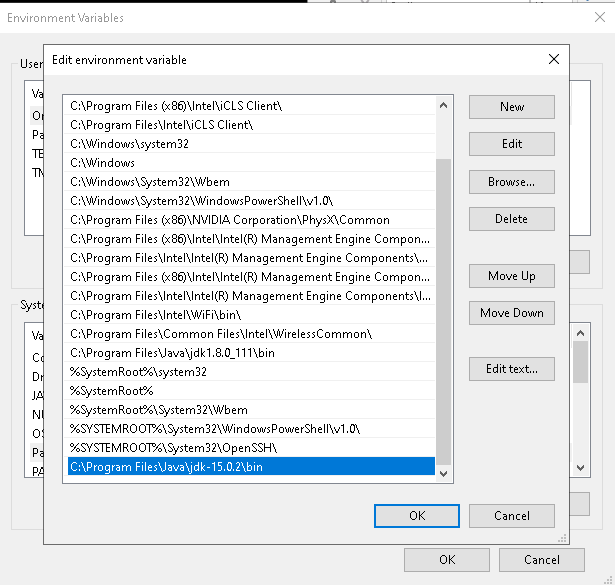 Environment Variables
Edit environment variable
User
Va
Or
Pa
TE
C:\Program Files (x86)\Intel\iCLS Client\
C:\Program Files\Intel\iCLS Client\
C:\Windows\system32
C:\Windows
C:\Windows\System32\Wbem
C:\Windows\System32\WindowsPowerShell\v1.0\
C:\Program Files (x86)\NVIDIA Corporation\PhysX\Common
C:\Program Files (x86)\Intel\Intel(R) Management Engine Compon...
C:\Program Files\Intel\Intel(R) Management Engine Components\...
C:\Program Files (x86)\Intel\Intel(R) Management Engine Compon...
C:\Program Files\Intel\Intel(R) Management Engine Components\I...
C:\Program Files\Intel\WiFi\bin\
C:\Program Files\Common Files\Intel\WirelessCommon\
C:\Program Files\Java\jdk1.8.0_111\bin
%SystemRoot%\system32
%SystemRoot%
%SystemRoot%\System32\Wbem
%SYSTEMROOT%\System32\WindowsPowerShell\v1.0\
%SYSTEMROOT%\System32\OpenSSH\
C:\Program Files\Java\jdk-15.0.2\bin
New
Edit
Browse...
Delete
Move Up
Move Down
Edit text...
Syste
Va
Co
Dr
JA
OS
Pa
PA
OK
Cancel
OK
Cancel